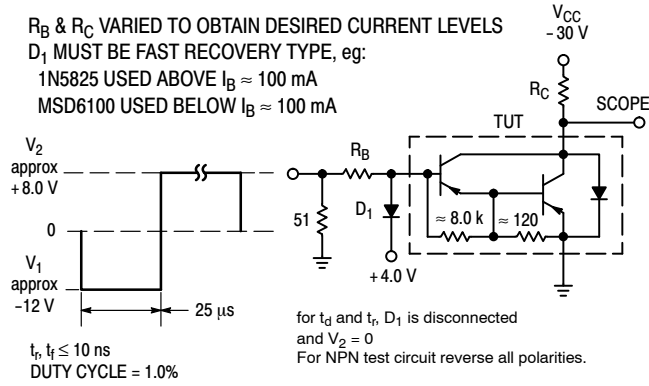 R_B & R_C VARIED TO OBTAIN DESIRED CURRENT LEVELS
D_1 MUST BE FAST RECOVERY TYPE, eg:
1N5825 USED ABOVE I_B ≈ 100 mA
MSD6100 USED BELOW I_B ≈ 100 mA
V_CC
- 30 V
R_C
SCOPE
TUT
V_2
approx
+8.0 V
R_B
51
D_1
≈ 8.0 k
≈ 120
0
+4.0 V
V_1
approx
-12 V
25 µs
t_r, t_f ≤ 10 ns
DUTY CYCLE = 1.0%
for t_d and t_r, D_1 is disconnected
and V_2 = 0
For NPN test circuit reverse all polarities.